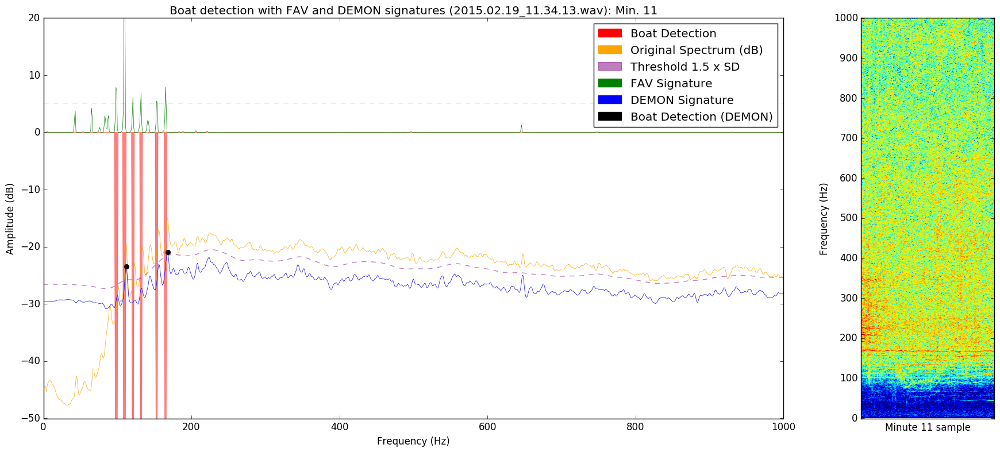 Boat detection with FAV and DEMON signatures (2015.02.19_11.34.13.wav): Min. 11
Boat Detection
Original Spectrum (dB)
Threshold 1.5 x SD
FAV Signature
DEMON Signature
Boat Detection (DEMON)
Amplitude (dB)
20
10
0
−10
−20
−30
−40
−50
0
200
400
600
800
1000
Frequency (Hz)
Frequency (Hz)
1000
900
800
700
600
500
400
300
200
100
0
Minute 11 sample